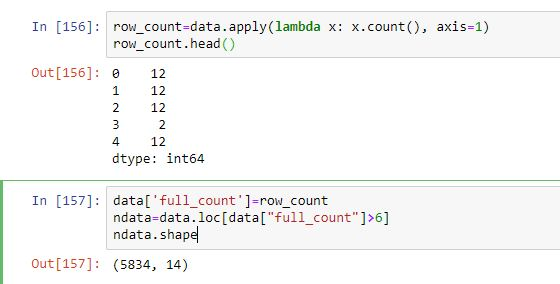 In [156]: row_count=data.apply(lambda x: x.count(), axis=1)
row_count.head()
Out[156]: 0 12
1 12
2 12
3 2
4 12
dtype: int64
In [157]: data['full_count']=row_count
ndata=data.loc[data["full_count"]>6]
ndata.shape
Out[157]: (5834, 14)